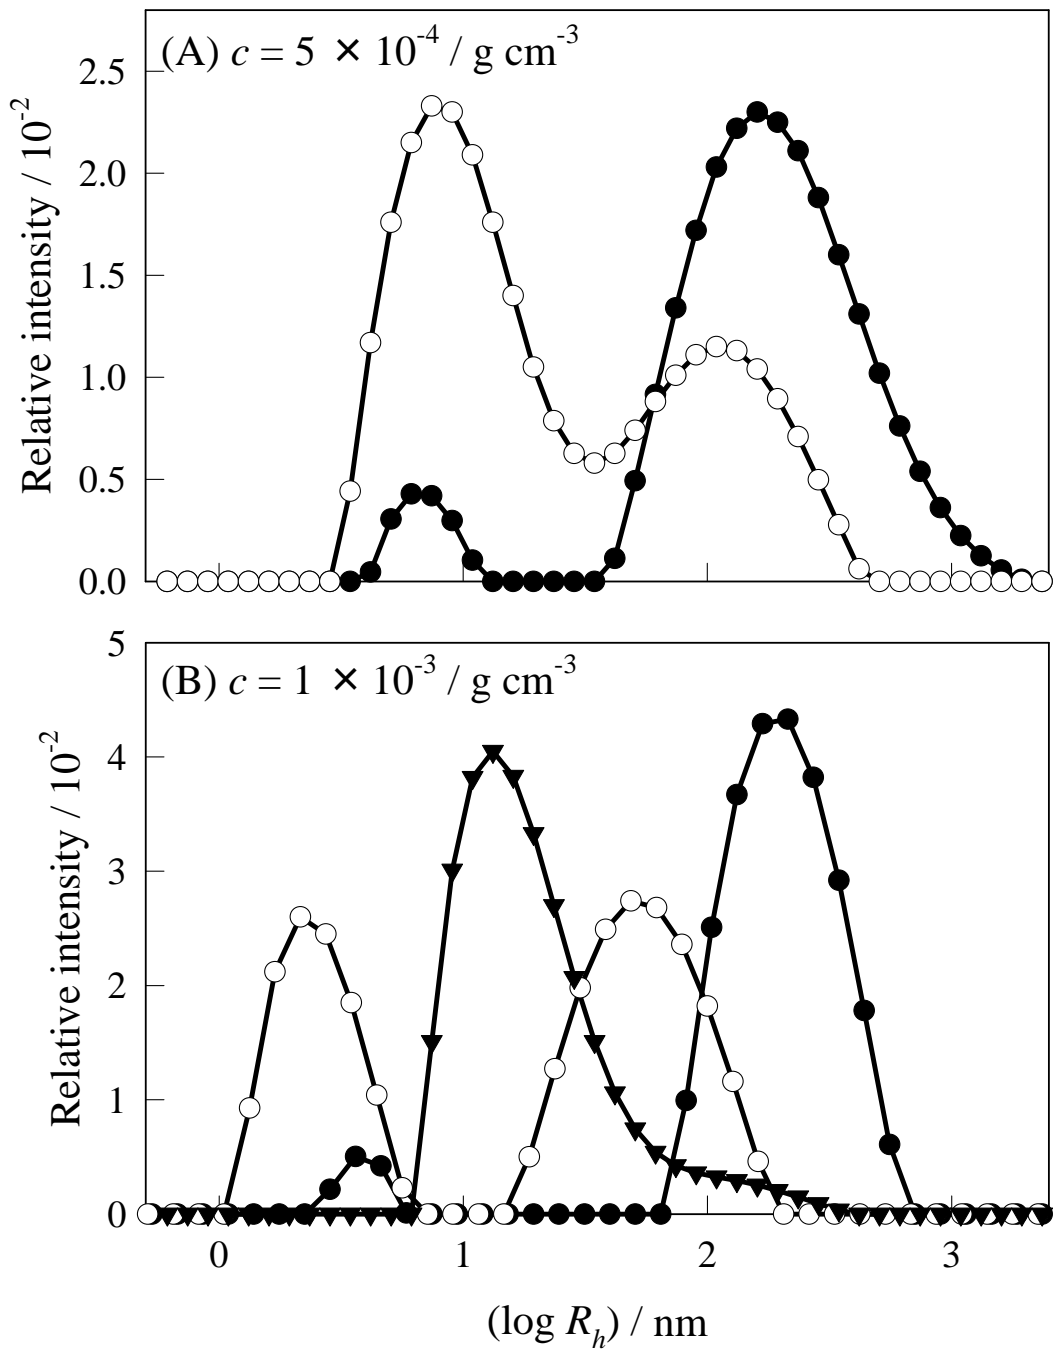 (A) c = 5 × 10-4 / g cm-3
2.5
2.0
1.5
1.0
0.5
0.0
Relative intensity / 10-2
(B) c = 1 × 10-3 / g cm-3
5
4
3
2
1
0
Relative intensity / 10-2
0 1 2 3
(log Rh) / nm